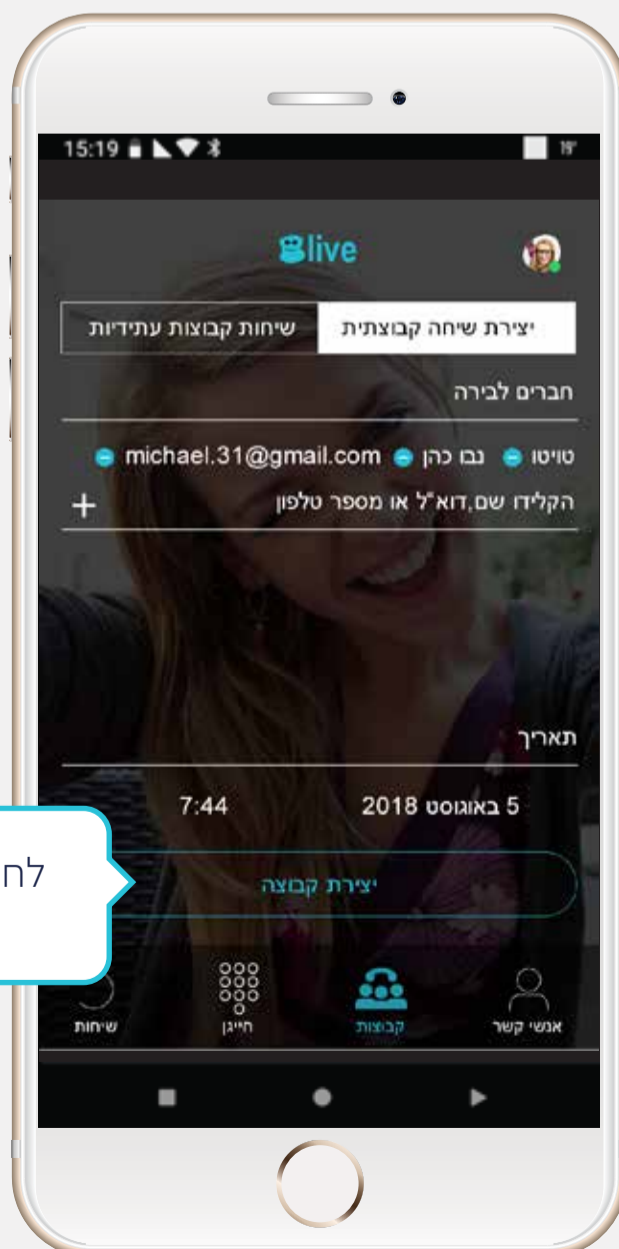 15:19
live
יצירת שיחה קבוצתית
שיחות קבוצות עתידיות
חברים לבירה
טויטו נבו כהן michael.31@gmail.com
הקלידו שם,דוא"ל או מספר טלפון +
תאריך
5 באוגוסט 2018 7:44
לח
יצירת קבוצה
אנשי קשר קבוצות חייגן שיחות